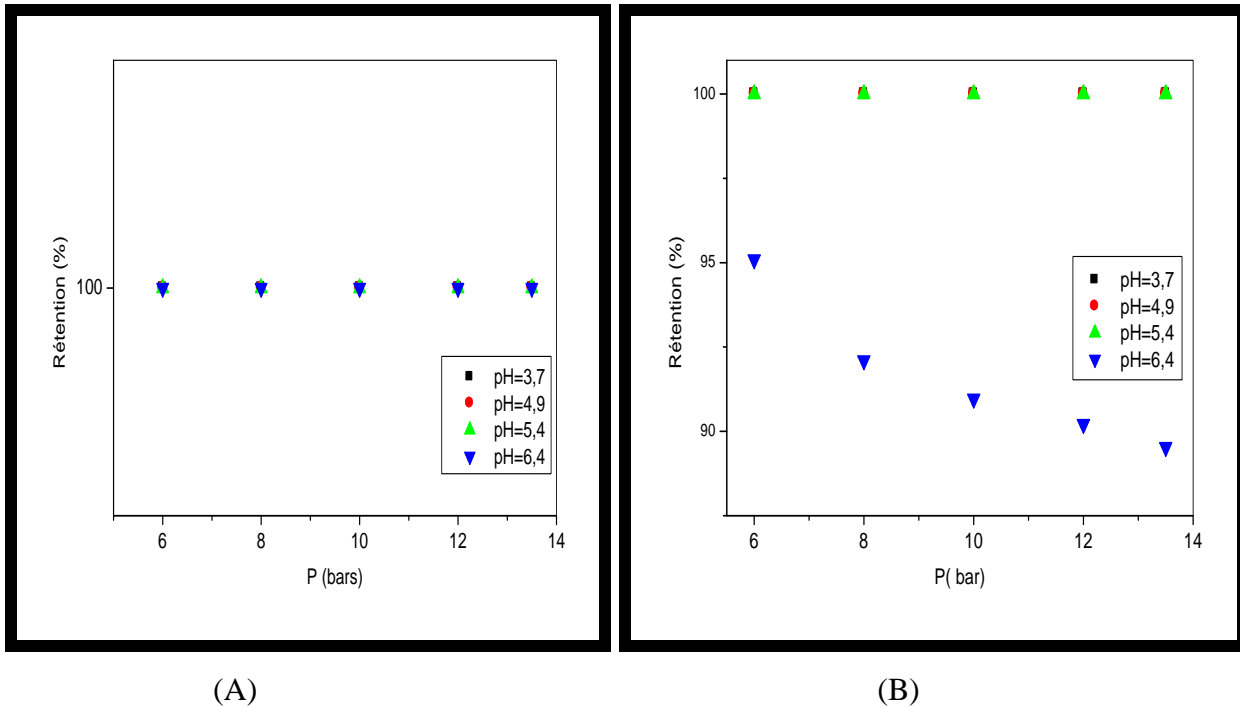 Rétention (%)
100
pH=3,7
pH=4,9
pH=5,4
pH=6,4
6 8 10 12 14
P (bars)
(A)
Rétention (%)
100
95
90
pH=3,7
pH=4,9
pH=5,4
pH=6,4
6 8 10 12 14
P( bar)
(B)